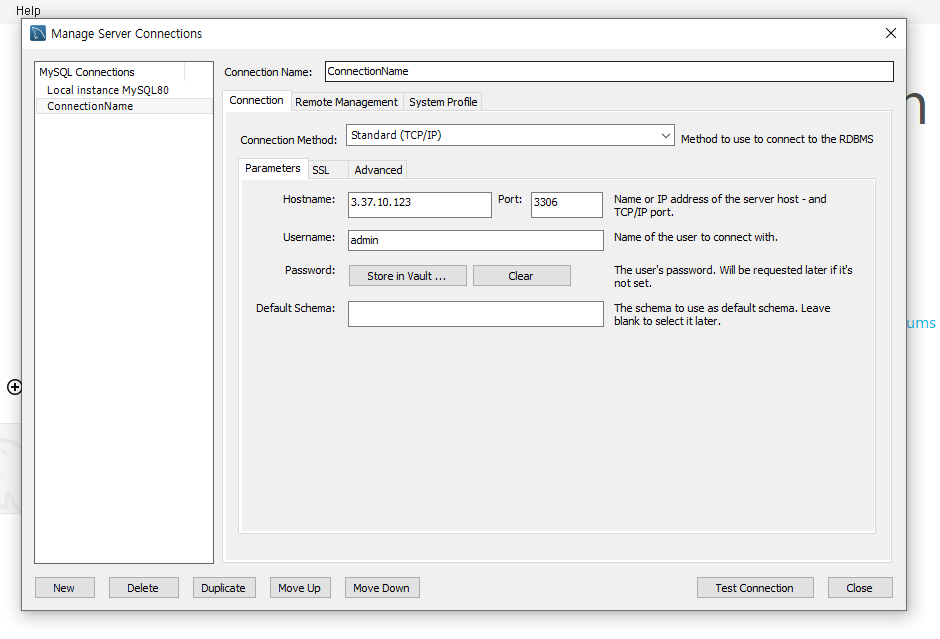 Help
Manage Server Connections
MySQL Connections
Local instance MySQL80
ConnectionName
Connection Name: ConnectionName
Connection Remote Management System Profile
Connection Method: Standard (TCP/IP) Method to use to connect to the RDBMS
Parameters SSL Advanced
Hostname: 3.37.10.123 Port: 3306 Name or IP address of the server host - and
TCP/IP port.
Username: admin Name of the user to connect with.
Password: Store in Vault ... Clear The user's password. Will be requested later if it's
not set.
Default Schema: The schema to use as default schema. Leave
blank to select it later.
ums
New Delete Duplicate Move Up Move Down Test Connection Close